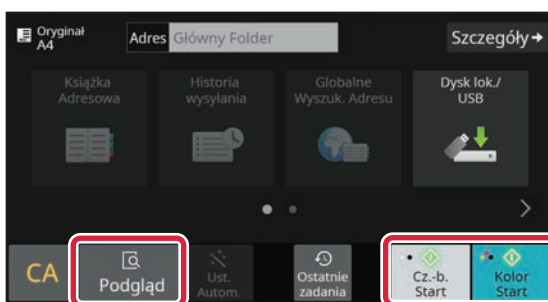 Oryginał
A4
Adres Główny Folder
Szczegóły
Książka
Adresowa
Historia
wysyłania
Globalne
Wyszuk. Adresu
Dysk lok./
USB
CA
Podgląd
Ust.
Autom.
Ostatnie
zadania
Cz.-b.
Start
Kolor
Start